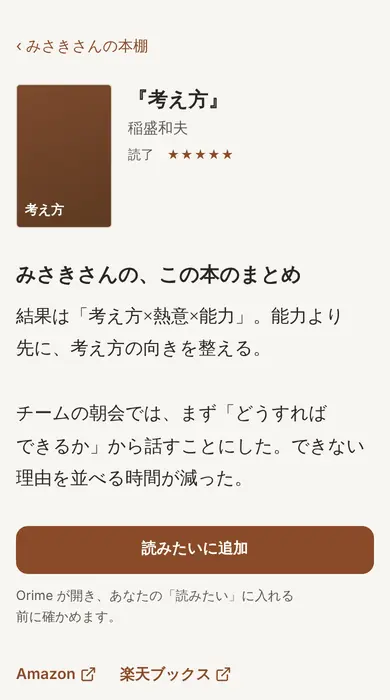 ‹ みさきさんの本棚
『考え方』
稲盛和夫
読了 ★★★★★
考え方
みさきさんの、この本のまとめ
結果は「考え方×熱意×能力」。能力より
先に、考え方の向きを整える。
チームの朝会では、まず「どうすれば
できるか」から話すことにした。できない
理由を並べる時間が減った。
読みたいに追加
Orime が開き、あなたの「読みたい」に入れる
前に確かめます。
Amazon 楽天ブックス